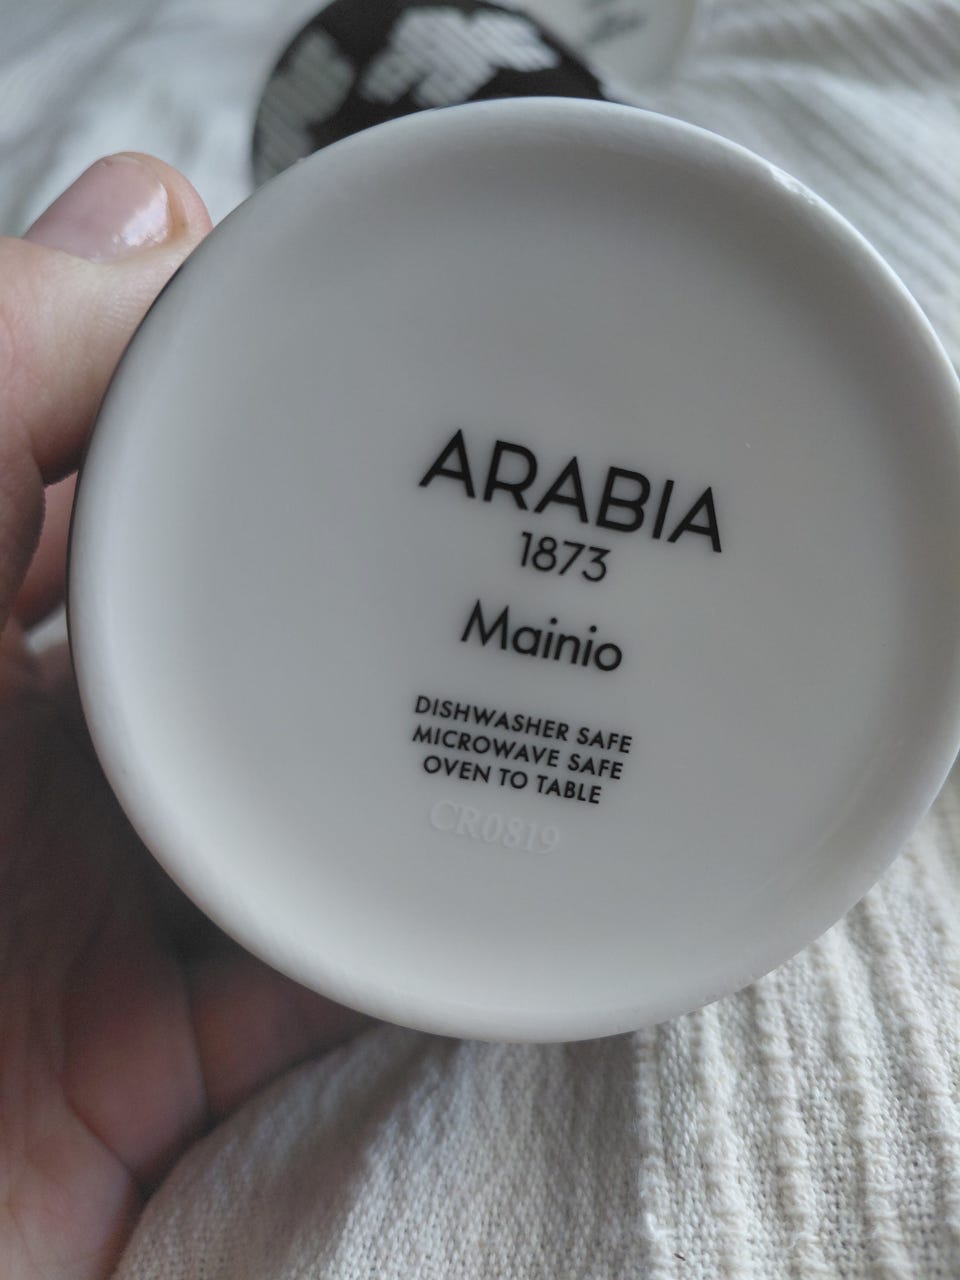 ARABIA
1873
Mainio
DISHWASHER SAFE
MICROWAVE SAFE
OVEN TO TABLE
CR0819